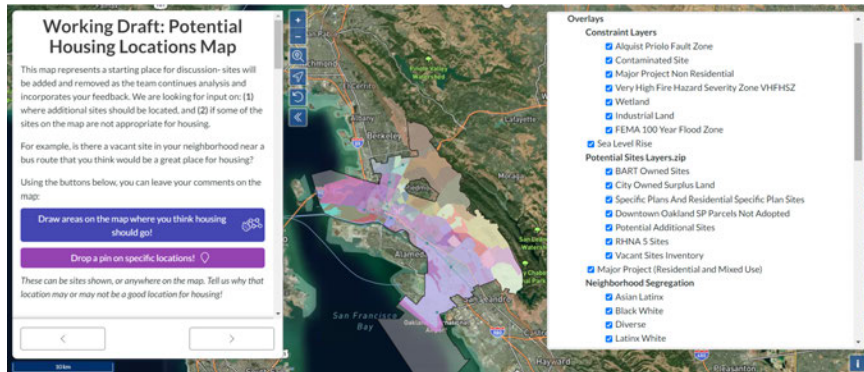 Working Draft: Potential
Housing Locations Map
This map represents a starting place for discussion- sites will
be added and removed as the team continues analysis and
incorporates your feedback. We are looking for input on: (1)
where additional sites should be located, and (2) if some of the
sites on the map are not appropriate for housing.
For example, is there a vacant site in your neighborhood near a
bus route that you think would be a great place for housing?
Using the buttons below, you can leave your comments on the
map:
Draw areas on the map where you think housing
should go!
Drop a pin on specific locations!
These can be sites shown, or anywhere on the map. Tell us why that
location may or may not be a good location for housing!
10 km
El Cerrito
Albany
Berkeley
Lafayette
Moraga
Piedmont
Alameda
San Francisco
Bay
Hayward
Pleasanton
Overlays
Constraint Layers
Alquist Priolo Fault Zone
Contaminated Site
Major Project Non Residential
Very High Fire Hazard Severity Zone VHFHSZ
Wetland
Industrial Land
FEMA 100 Year Flood Zone
Sea Level Rise
Potential Sites Layers.zip
BART Owned Sites
City Owned Surplus Land
Specific Plans And Residential Specific Plan Sites
Downtown Oakland SP Parcels Not Adopted
Potential Additional Sites
RHNA 5 Sites
Vacant Sites Inventory
Major Project (Residential and Mixed Use)
Neighborhood Segregation
Asian Latinx
Black White
Diverse
Latinx White